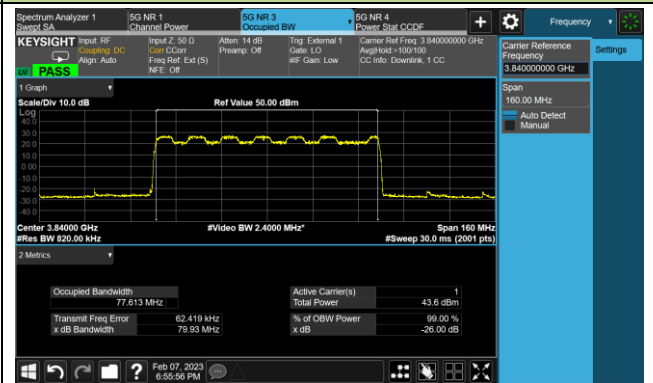 Spectrum Analyzer 1
Swept SA
5G NR 1
Channel Power
5G NR 3
Occupied BW
5G NR 4
Power Stat CCDF
Frequency
KEYSIGHT
Input: RF
Coupling: DC
Align: Auto
Input Z: 50 Ω
Corr CCorr
Freq Ref: Ext (S)
NFE: Off
Atten: 14 dB
Preamp: Off
Trig: External 1
Gate: LO
#IF Gain: Low
Carrier Ref Freq: 3.840000000 GHz
Avg|Hold:>100/100
CC Info: Downlink, 1 CC
LXI PASS
Carrier Reference
Frequency
3.840000000 GHz
Settings
Span
160.00 MHz
Auto Detect
Manual
1 Graph
Scale/Div 10.0 dB
Ref Value 50.00 dBm
Log
40.0
30.0
20.0
10.0
0.00
-10.0
-20.0
-30.0
-40.0
Center 3.84000 GHz
#Video BW 2.4000 MHz*
Span 160 MHz
#Res BW 820.00 kHz
#Sweep 30.0 ms (2001 pts)
2 Metrics
Occupied Bandwidth
77.613 MHz
Active Carrier(s) 1
Total Power 43.6 dBm
Transmit Freq Error 62.419 kHz
% of OBW Power 99.00 %
x dB Bandwidth 79.93 MHz
x dB -26.00 dB
?
Feb 07, 2023
6:55:56 PM